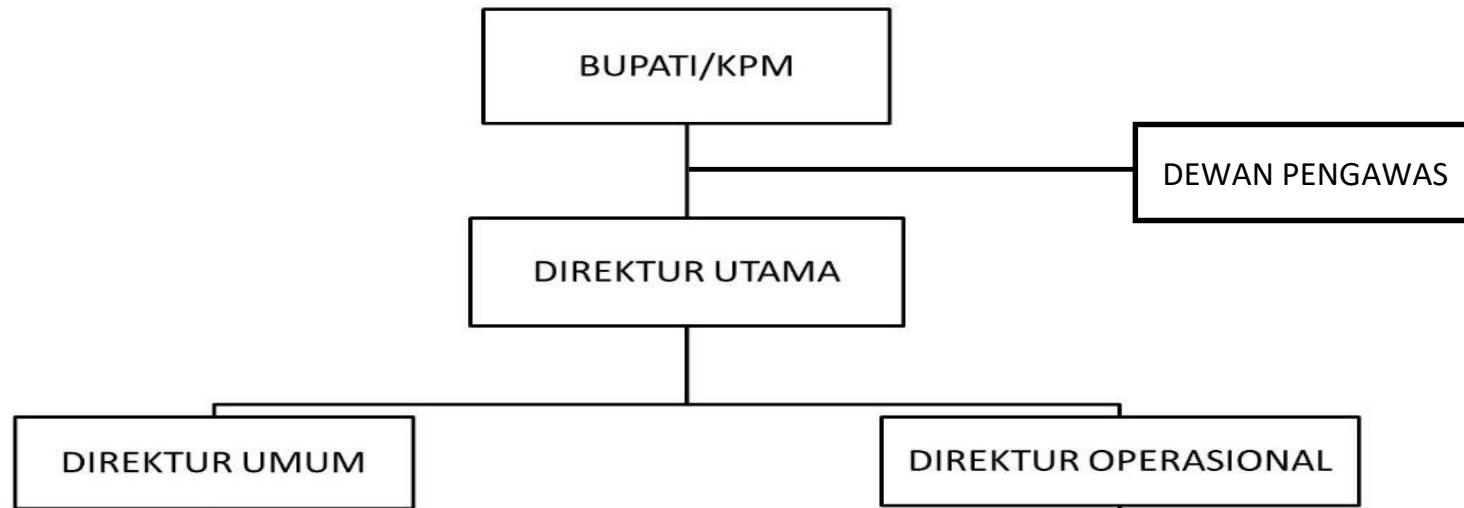 BUPATI/KPM
DEWAN PENGAWAS
DIREKTUR UTAMA
DIREKTUR UMUM
DIREKTUR OPERASIONAL